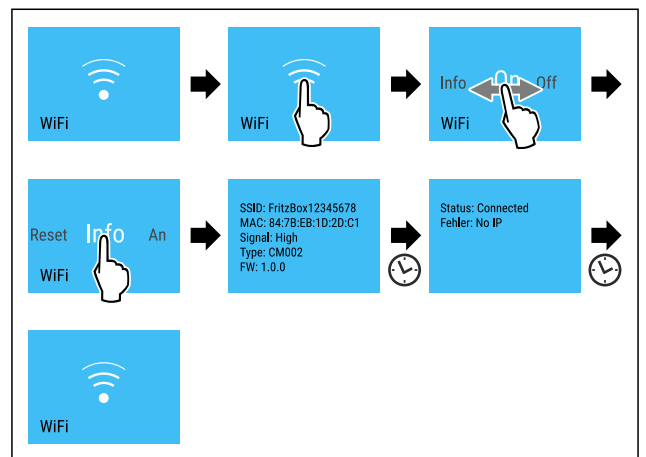 WiFi
WiFi
Info On Off
WiFi
Reset Info An
WiFi
SSID: FritzBox12345678
MAC: 84:7B:EB:1D:2D:C1
Signal: High
Type: CM002
FW: 1.0.0
Status: Connected
Fehler: No IP
WiFi